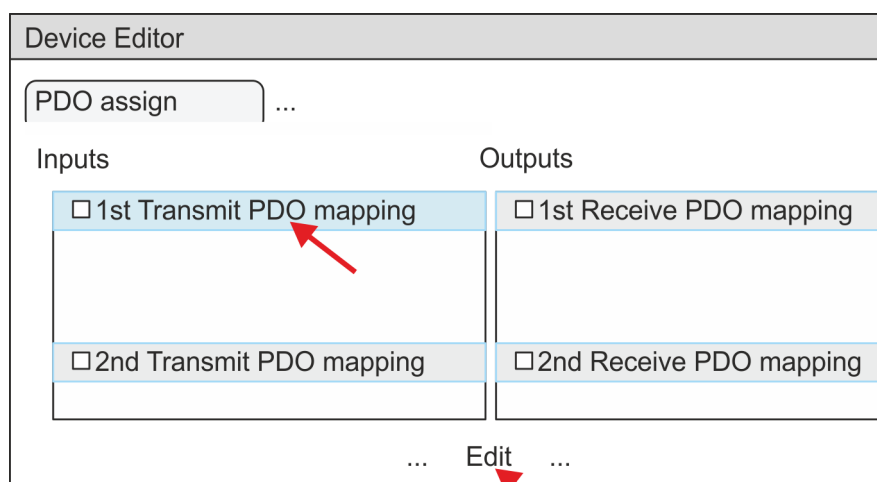 Device Editor
PDO assign ...
Inputs Outputs
1st Transmit PDO mapping 1st Receive PDO mapping
2nd Transmit PDO mapping 2nd Receive PDO mapping
... Edit ...